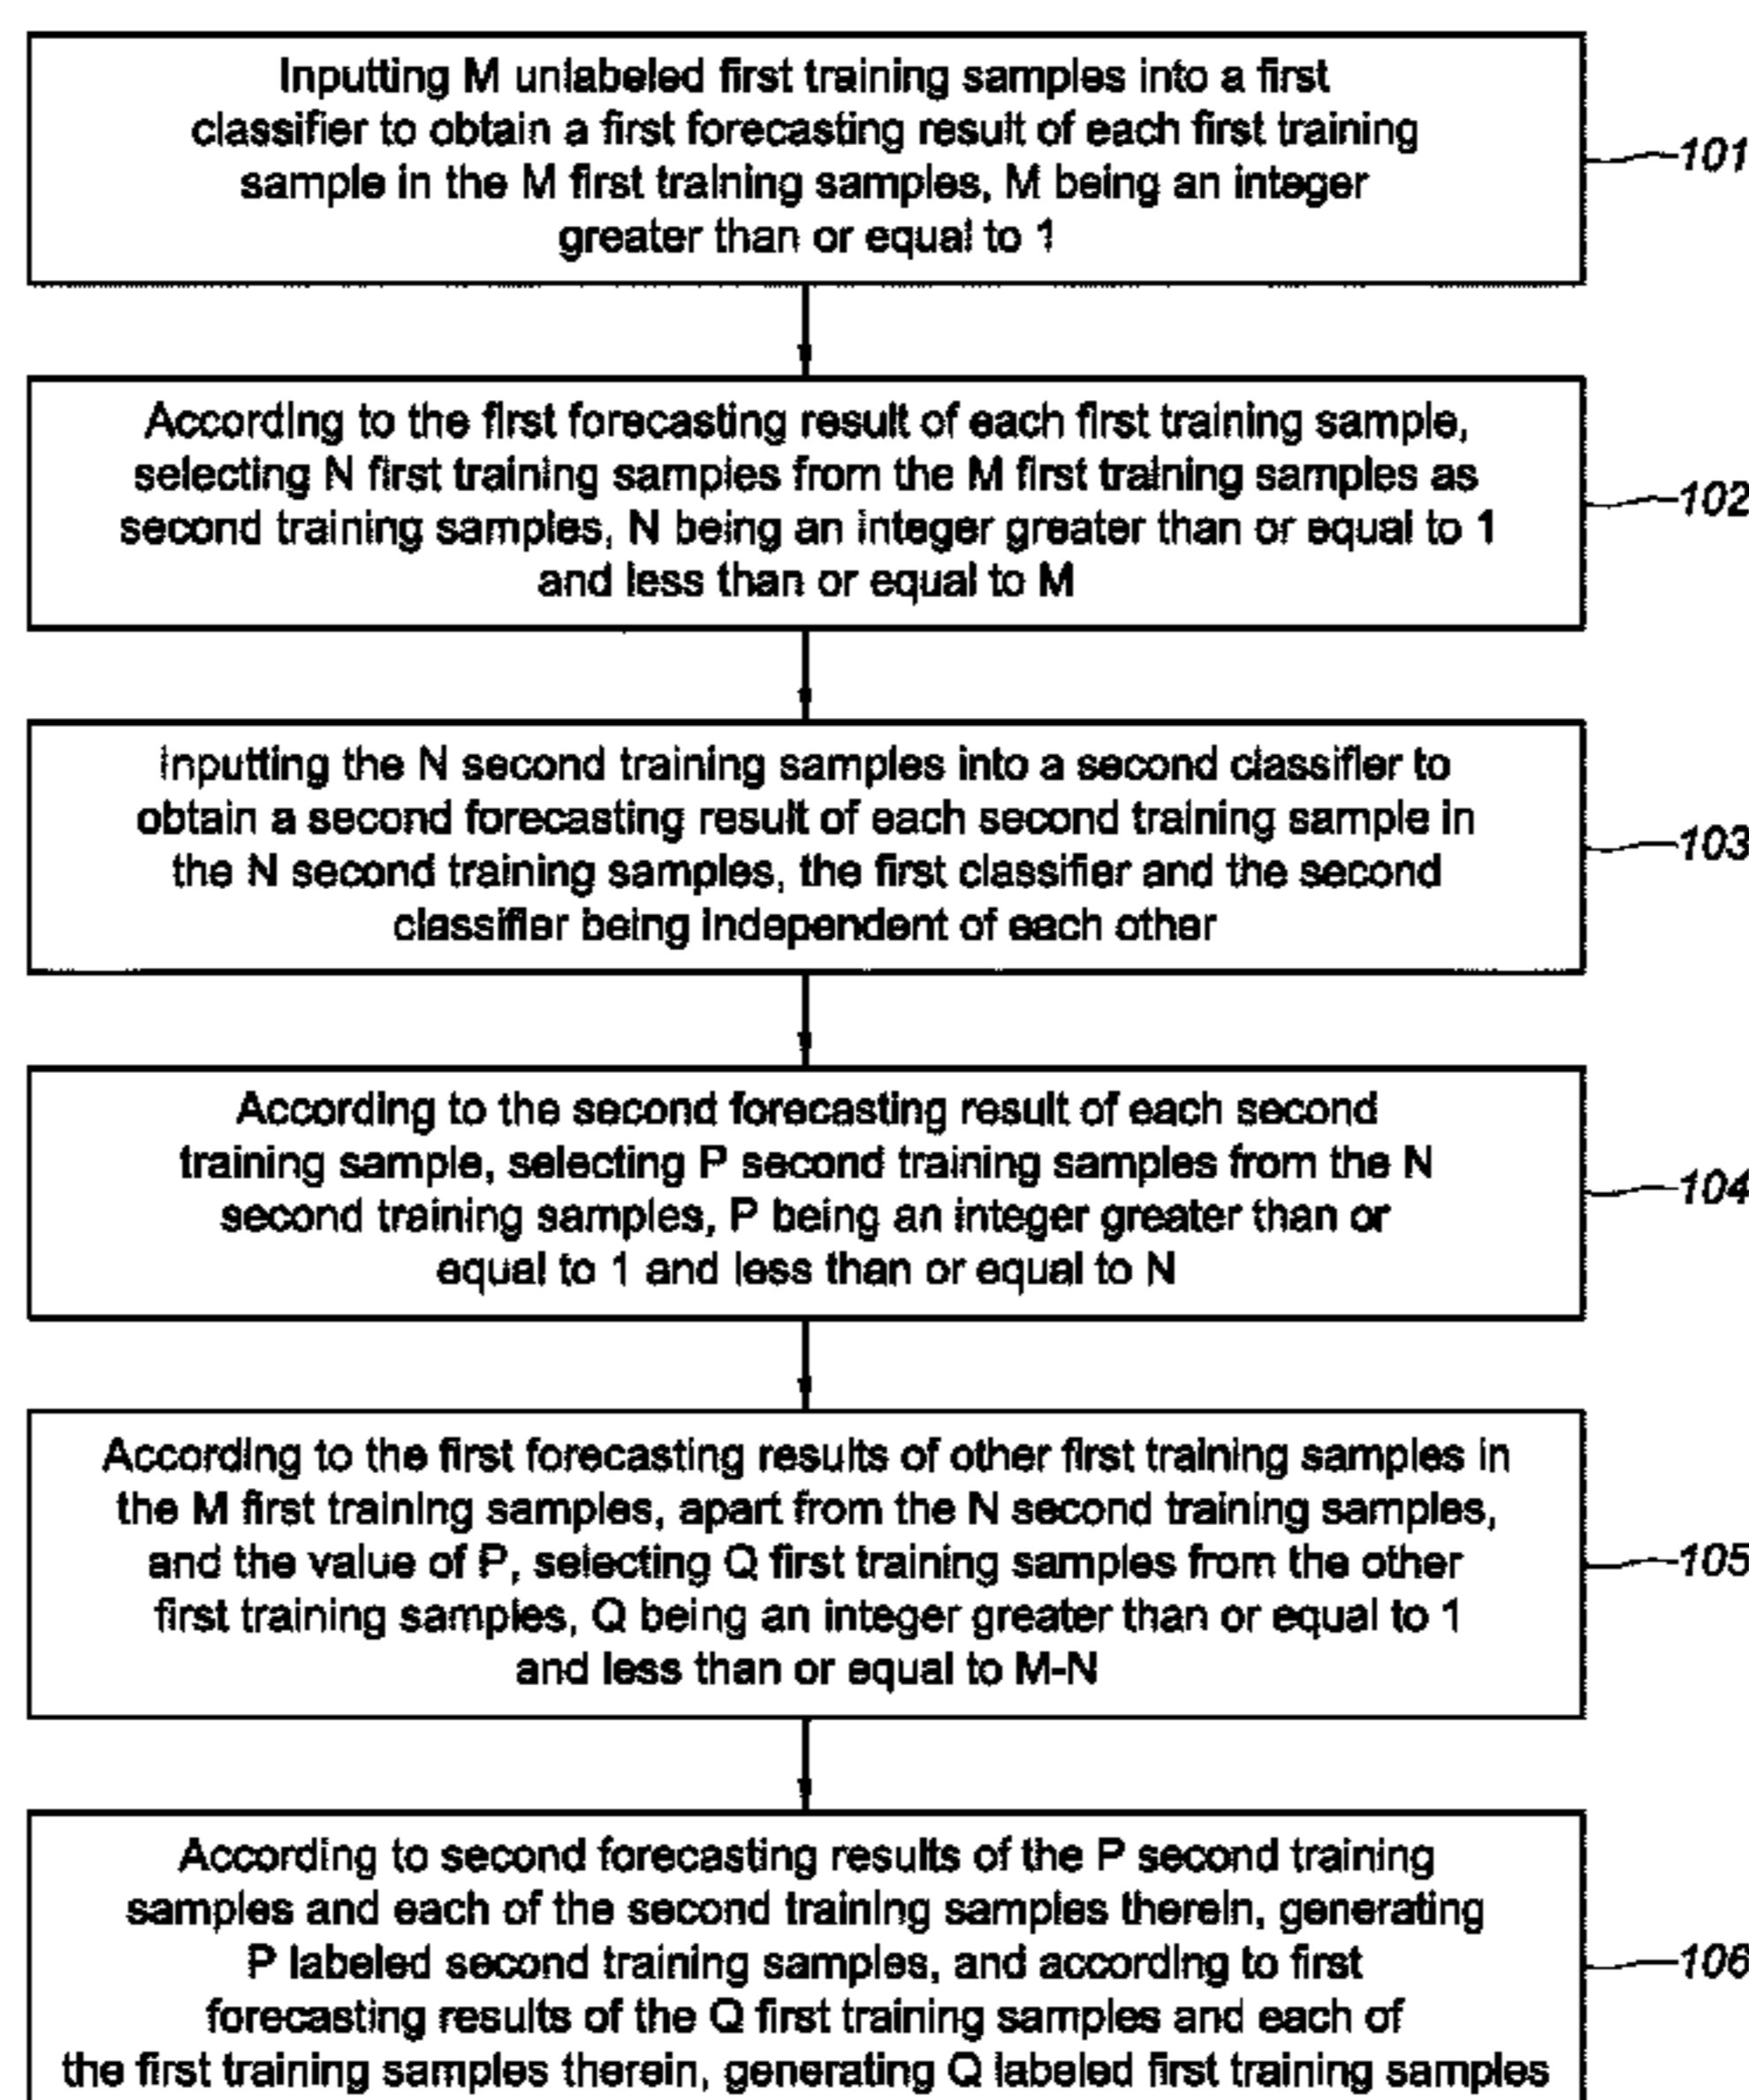 Inputting M unlabeled first training samples into a first
classifier to obtain a first forecasting result of each first training
sample in the M first training samples, M being an integer
greater than or equal to 1
101
According to the first forecasting result of each first training sample,
selecting N first training samples from the M first training samples as
second training samples, N being an integer greater than or equal to 1
and less than or equal to M
102
Inputting the N second training samples into a second classifier to
obtain a second forecasting result of each second training sample in
the N second training samples, the first classifier and the second
classifier being independent of each other
103
According to the second forecasting result of each second
training sample, selecting P second training samples from the N
second training samples, P being an integer greater than or
equal to 1 and less than or equal to N
104
According to the first forecasting results of other first training samples in
the M first training samples, apart from the N second training samples,
and the value of P, selecting Q first training samples from the other
first training samples, Q being an integer greater than or equal to 1
and less than or equal to M-N
105
According to second forecasting results of the P second training
samples and each of the second training samples therein, generating
P labeled second training samples, and according to first
forecasting results of the Q first training samples and each of
the first training samples therein, generating Q labeled first training samples
106